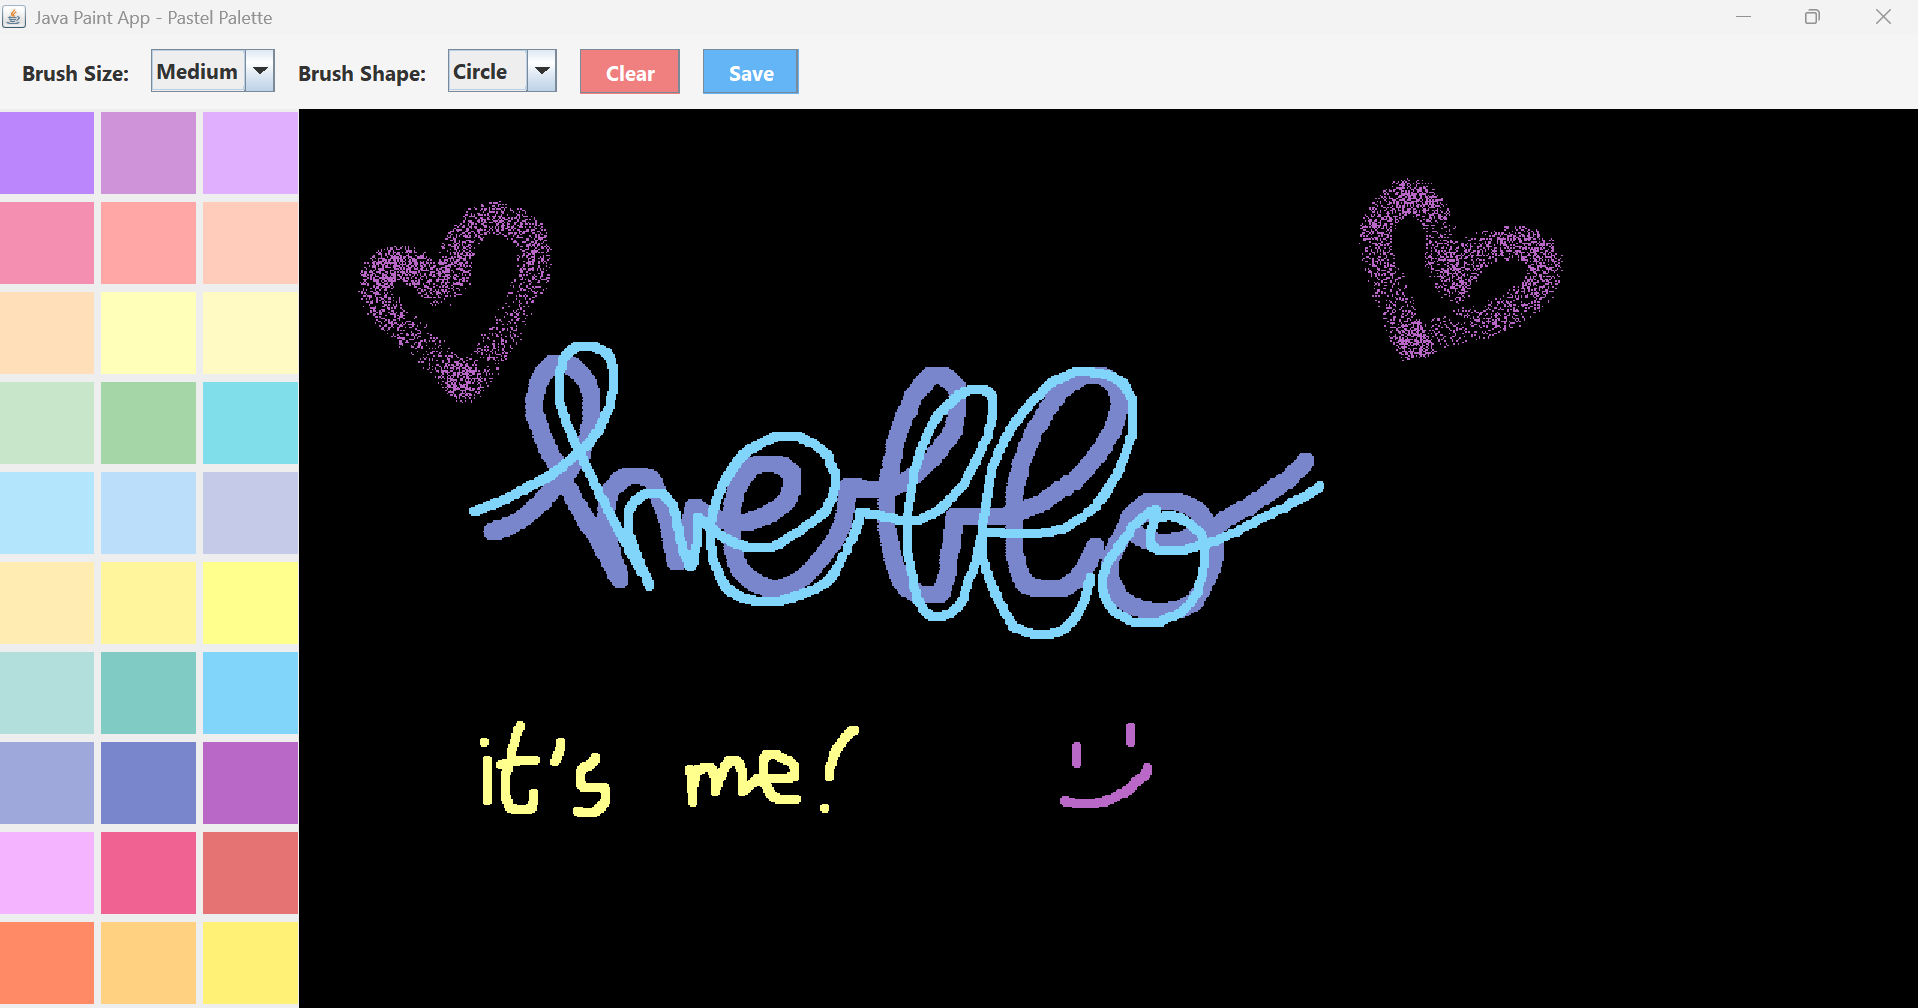 Java Paint App - Pastel Palette
Brush Size: Medium Brush Shape: Circle Clear Save
hello
it's me!